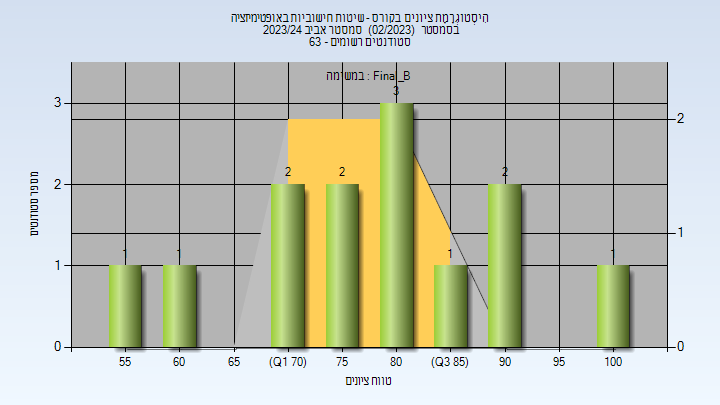 היסטוגרמת ציונים בקורס - שיטות חישוביות באופטימיזציה
בסמסטר (02/2023) סמסטר אביב 2023/24
סטודנטים רשומים - 63
במשימה : Final_B
מספר סטודנטים
3
2
1
0
2
1
0
1
1
2
2
3
1
2
1
55
60
65
(Q1 70)
75
80
(Q3 85)
90
95
100
טווח ציונים